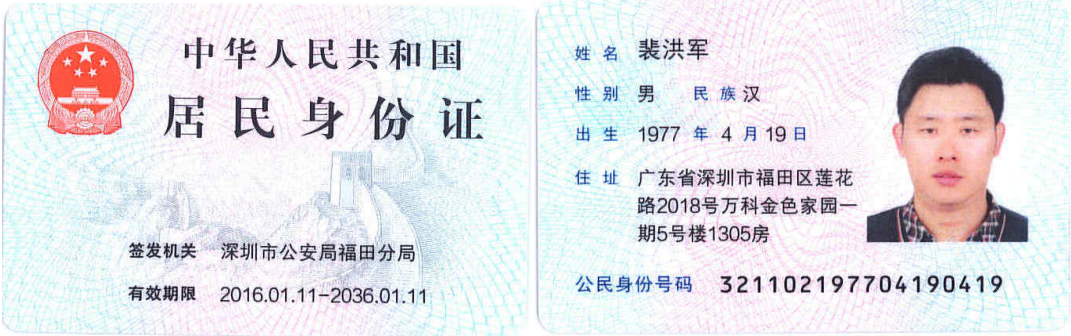 中华人民共和国
居民身份证
签发机关 深圳市公安局福田分局
有效期限 2016.01.11-2036.01.11
姓名 裴洪军
性别 男 民族 汉
出生 1977 年 4 月 19 日
住址 广东省深圳市福田区莲花
路2018号万科金色家园一
期5号楼1305房
公民身份号码 321102197704190419